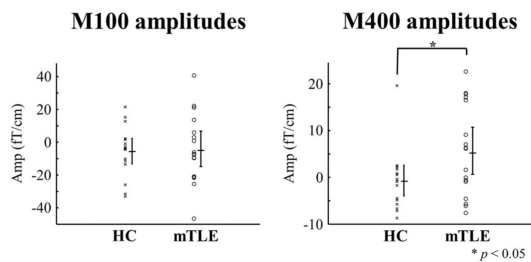 M100 amplitudes
Amp (fT/cm)
40
20
0
-20
-40
HC mTLE
M400 amplitudes
*
Amp (fT/cm)
20
10
0
-10
HC mTLE
* p < 0.05